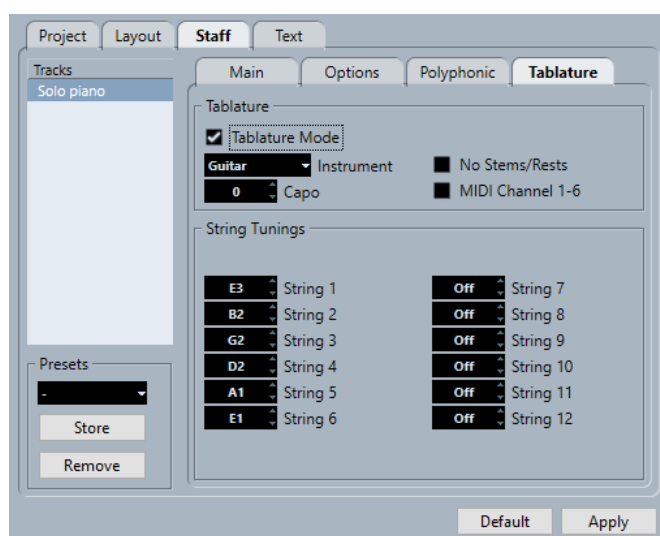 Project Layout Staff Text
Tracks
Solo piano
Main Options Polyphonic Tablature
Tablature
Tablature Mode
Guitar Instrument No Stems/Rests
0 Capo MIDI Channel 1-6
String Tunings
E3 String 1 Off String 7
B2 String 2 Off String 8
G2 String 3 Off String 9
D2 String 4 Off String 10
A1 String 5 Off String 11
E1 String 6 Off String 12
Presets
-
Store
Remove
Default Apply